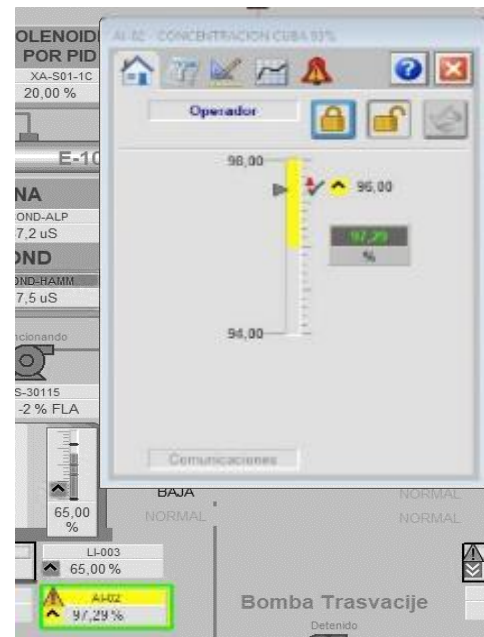 OLENOID
POR PID
XA-S01-1C
20,00 %
E-10
NA
OND-ALP
7,2 uS
OND
OND-HAMM
7,5 uS
ncionando
S-30115
-2 % FLA
65,00
%
AI-02 - CONCENTRACION CUBA 93%
Operador
98,00
96,00
97,29
%
94,00
Comunicaciones
BAJA
NORMAL
NORMAL
NORMAL
LI-003
65,00 %
AI-02
97,29 %
Bomba Trasvacije
Detenido